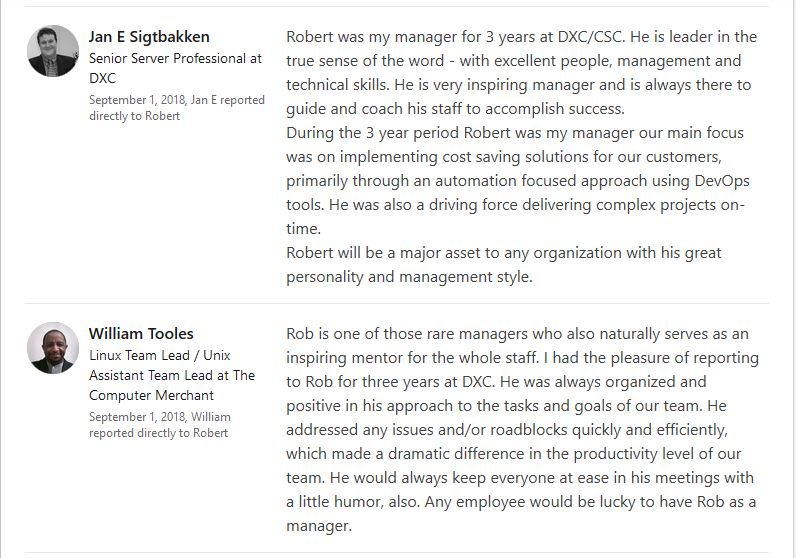 Jan E Sigtbakken
Senior Server Professional at
DXC
September 1, 2018, Jan E reported
directly to Robert
Robert was my manager for 3 years at DXC/CSC. He is leader in the
true sense of the word - with excellent people, management and
technical skills. He is very inspiring manager and is always there to
guide and coach his staff to accomplish success.
During the 3 year period Robert was my manager our main focus
was on implementing cost saving solutions for our customers,
primarily through an automation focused approach using DevOps
tools. He was also a driving force delivering complex projects on-
time.
Robert will be a major asset to any organization with his great
personality and management style.
William Tooles
Linux Team Lead / Unix
Assistant Team Lead at The
Computer Merchant
September 1, 2018, William
reported directly to Robert
Rob is one of those rare managers who also naturally serves as an
inspiring mentor for the whole staff. I had the pleasure of reporting
to Rob for three years at DXC. He was always organized and
positive in his approach to the tasks and goals of our team. He
addressed any issues and/or roadblocks quickly and efficiently,
which made a dramatic difference in the productivity level of our
team. He would always keep everyone at ease in his meetings with
a little humor, also. Any employee would be lucky to have Rob as a
manager.